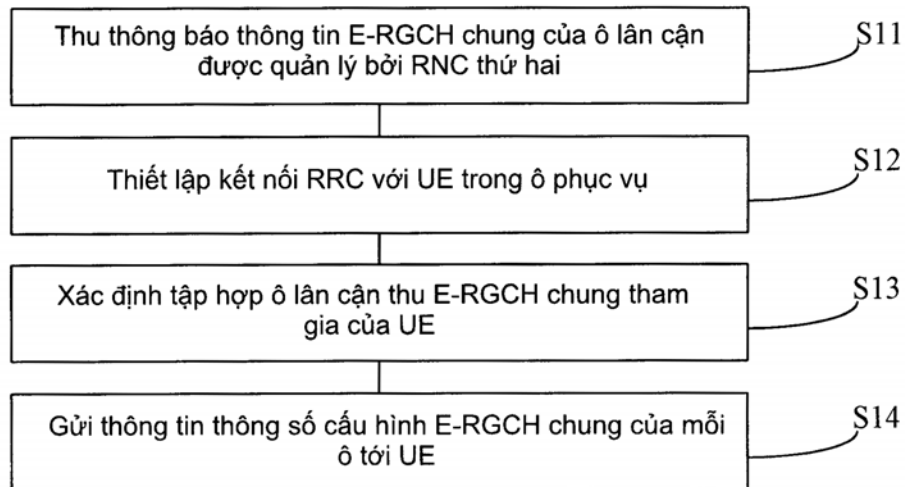 Thu thông báo thông tin E-RGCH chung của ô lân cận
được quản lý bởi RNC thứ hai
S11
Thiết lập kết nối RRC với UE trong ô phục vụ
S12
Xác định tập hợp ô lân cận thu E-RGCH chung tham
gia của UE
S13
Gửi thông tin thông số cấu hình E-RGCH chung của mỗi
ô tới UE
S14